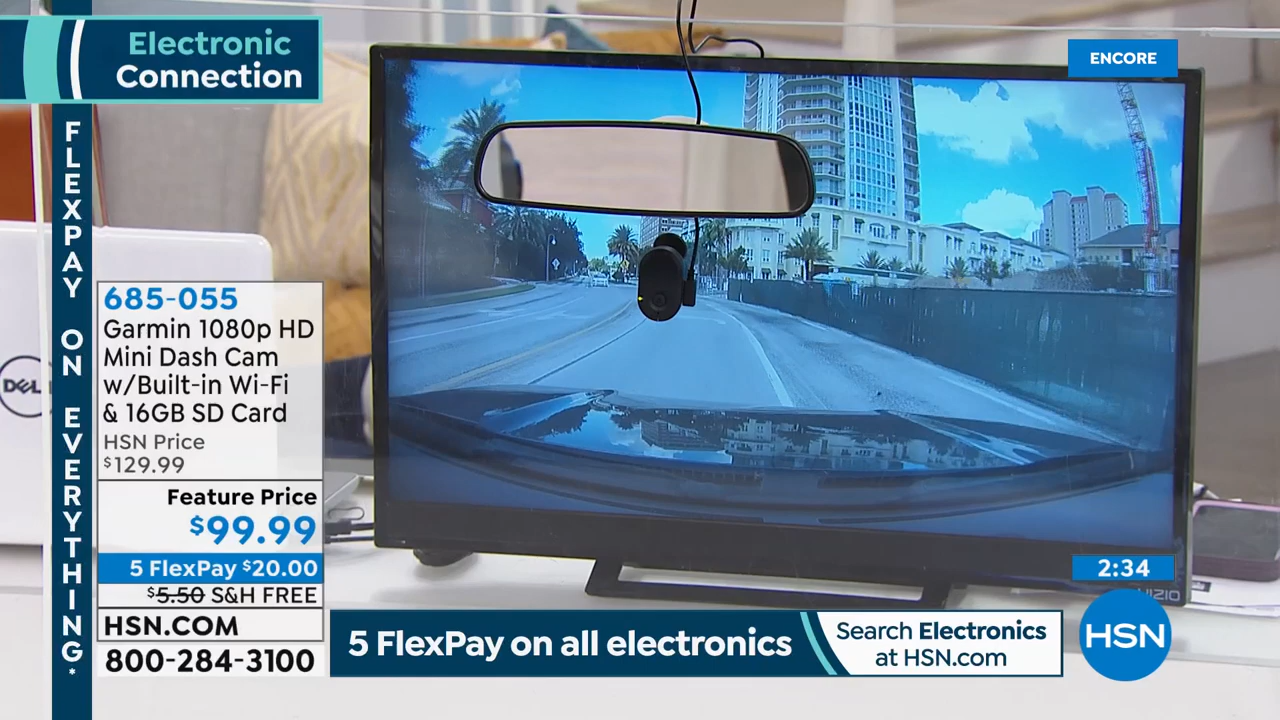 Electronic
Connection
ENCORE
FLEXPAY ON EVERYTHING*
DELL
685-055
Garmin 1080p HD
Mini Dash Cam
w/Built-in Wi-Fi
& 16GB SD Card
HSN Price
$129.99
Feature Price
$99.99
5 FlexPay $20.00
$5.50 S&H FREE
HSN.COM
800-284-3100
2:34
VIZIO
5 FlexPay on all electronics
Search Electronics
at HSN.com
HSN